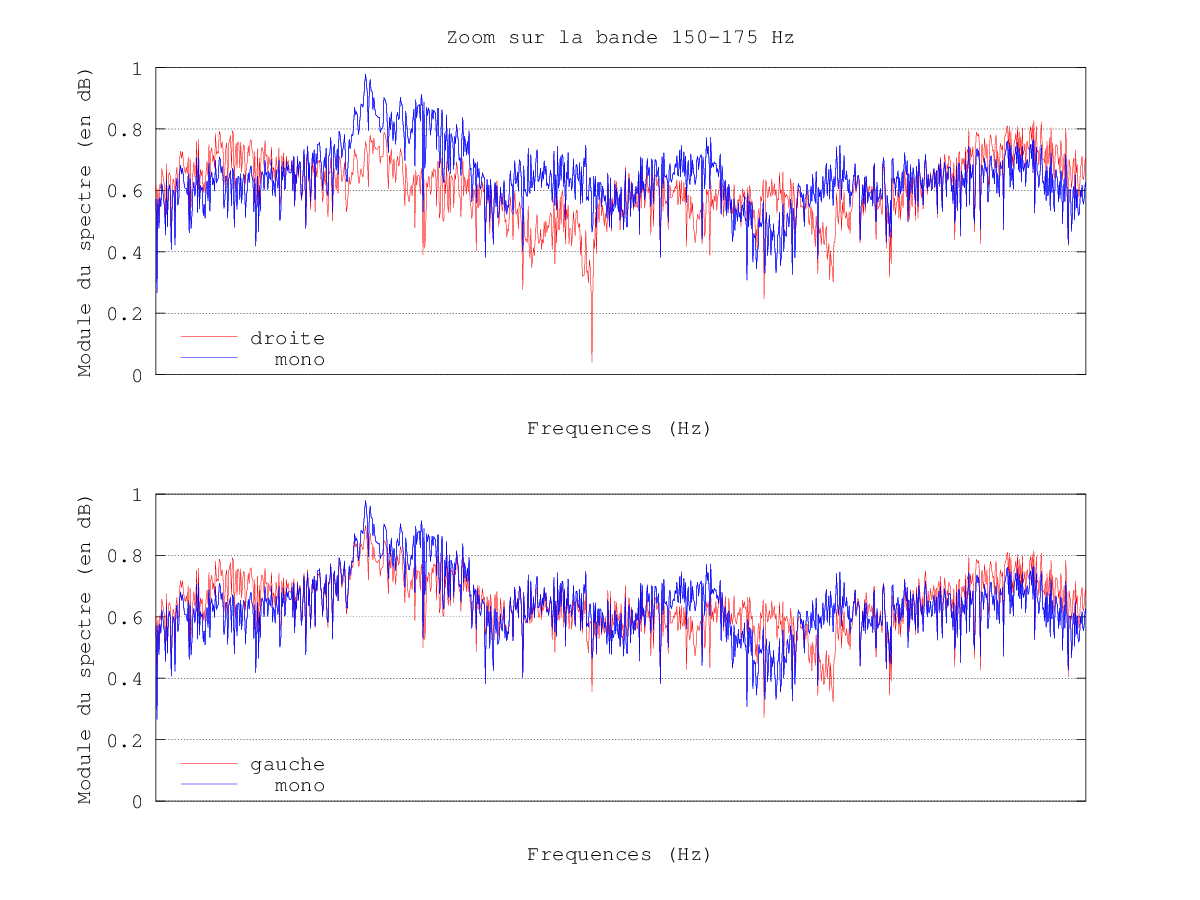 Zoom sur la bande 150-175 Hz
Module du spectre (en dB)
1
0.8
0.6
0.4
0.2
0
droite
mono
Frequences (Hz)
Module du spectre (en dB)
1
0.8
0.6
0.4
0.2
0
gauche
mono
Frequences (Hz)